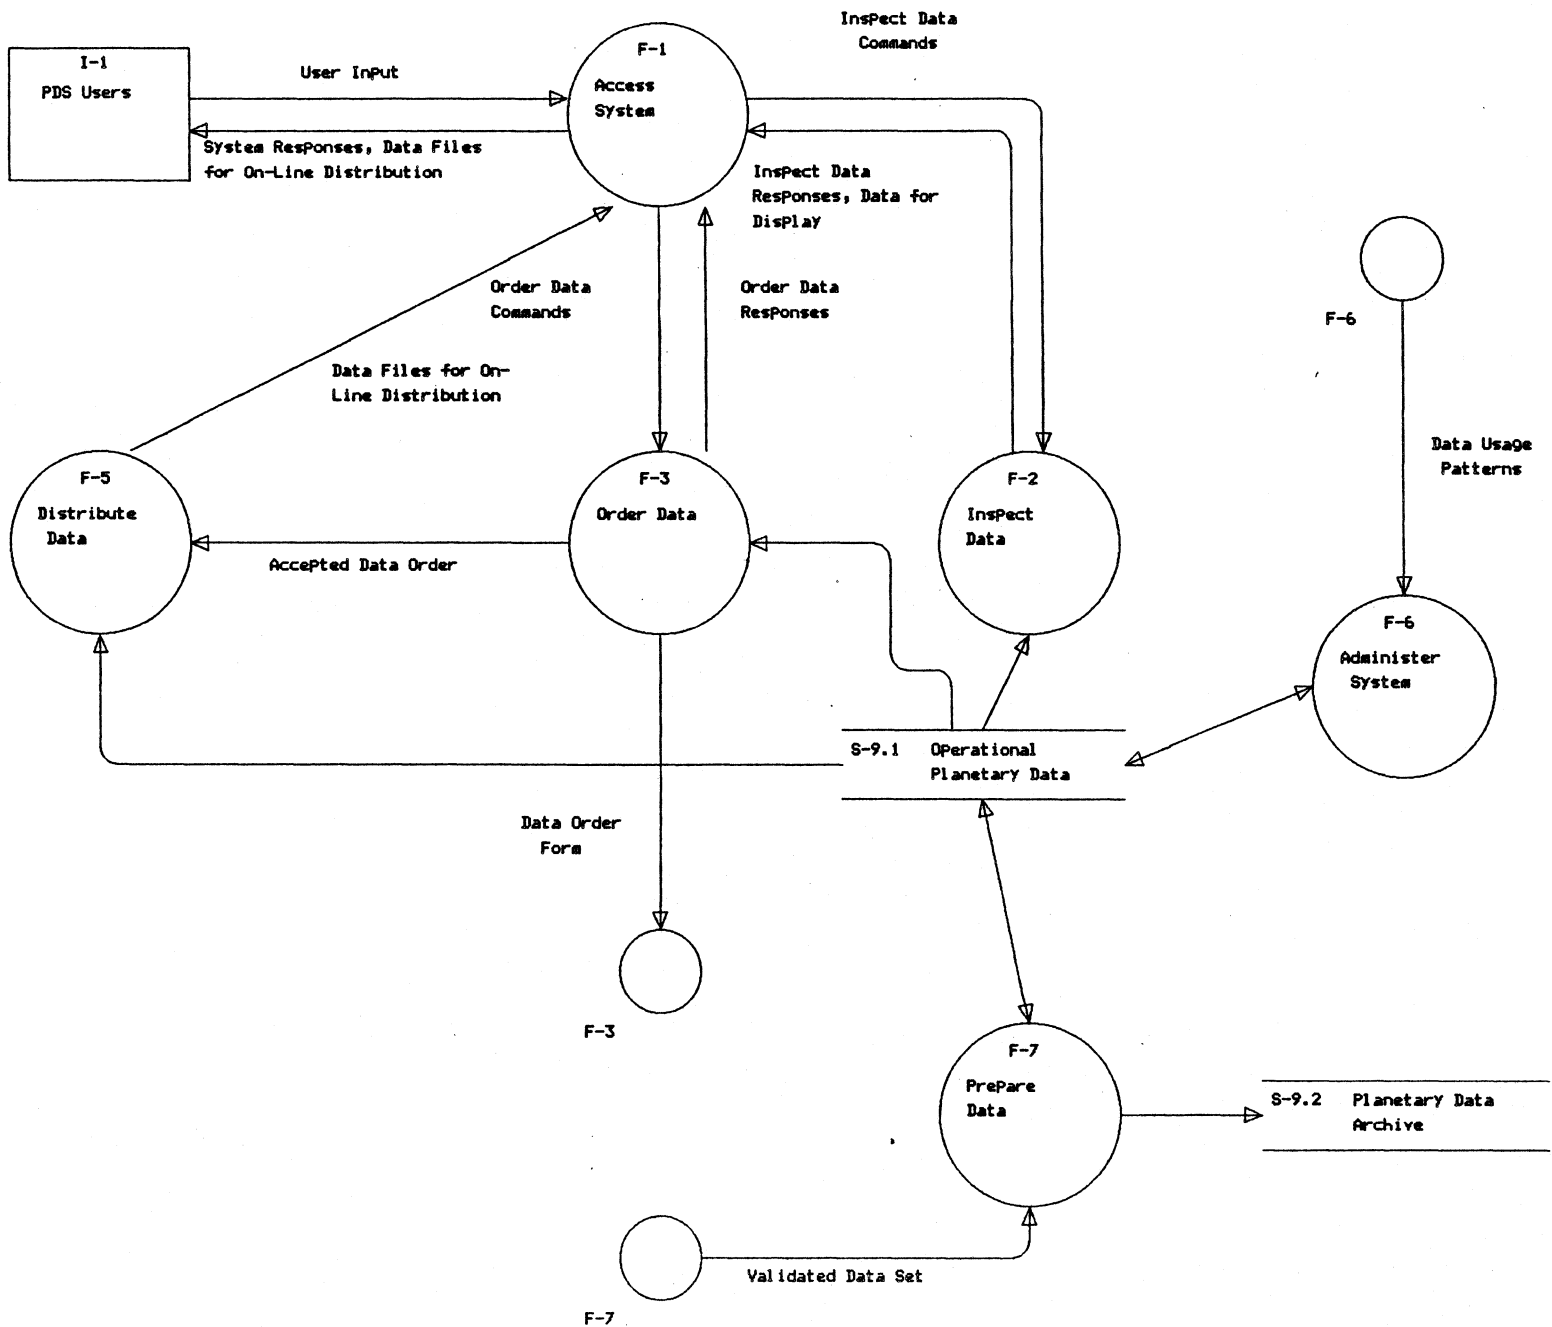 Inspect Data
Commands
I-1
PDS Users
User Input
F-1
Access
System
System Responses, Data Files
for On-Line Distribution
Inspect Data
Responses, Data for
Display
Order Data
Commands
Order Data
Responses
F-6
Data Files for On-
Line Distribution
Data Usage
Patterns
F-5
Distribute
Data
F-3
Order Data
F-2
Inspect
Data
Accepted Data Order
F-6
Administer
System
S-9.1 Operational
Planetary Data
Data Order
Form
F-3
F-7
Prepare
Data
S-9.2 Planetary Data
Archive
Validated Data Set
F-7